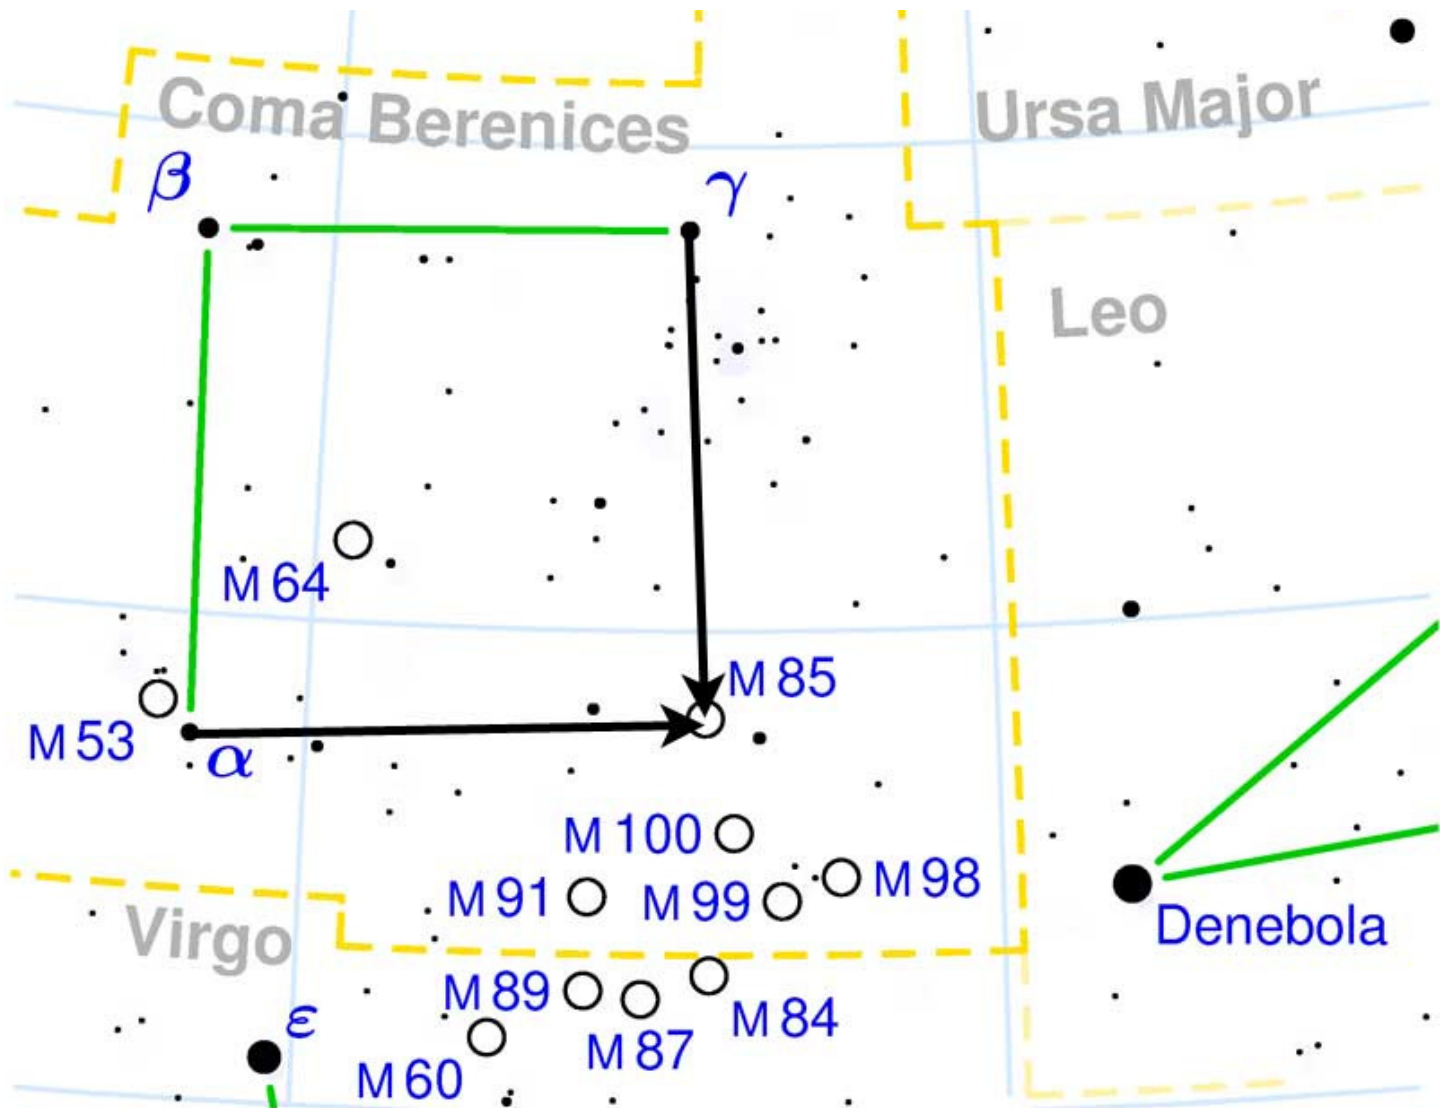 Coma Berenices
Ursa Major
β
γ
Leo
M 64
M 85
M 53
α
M 100
M 91
M 99
M 98
Virgo
Denebola
M 89
M 84
ε
M 87
M 60